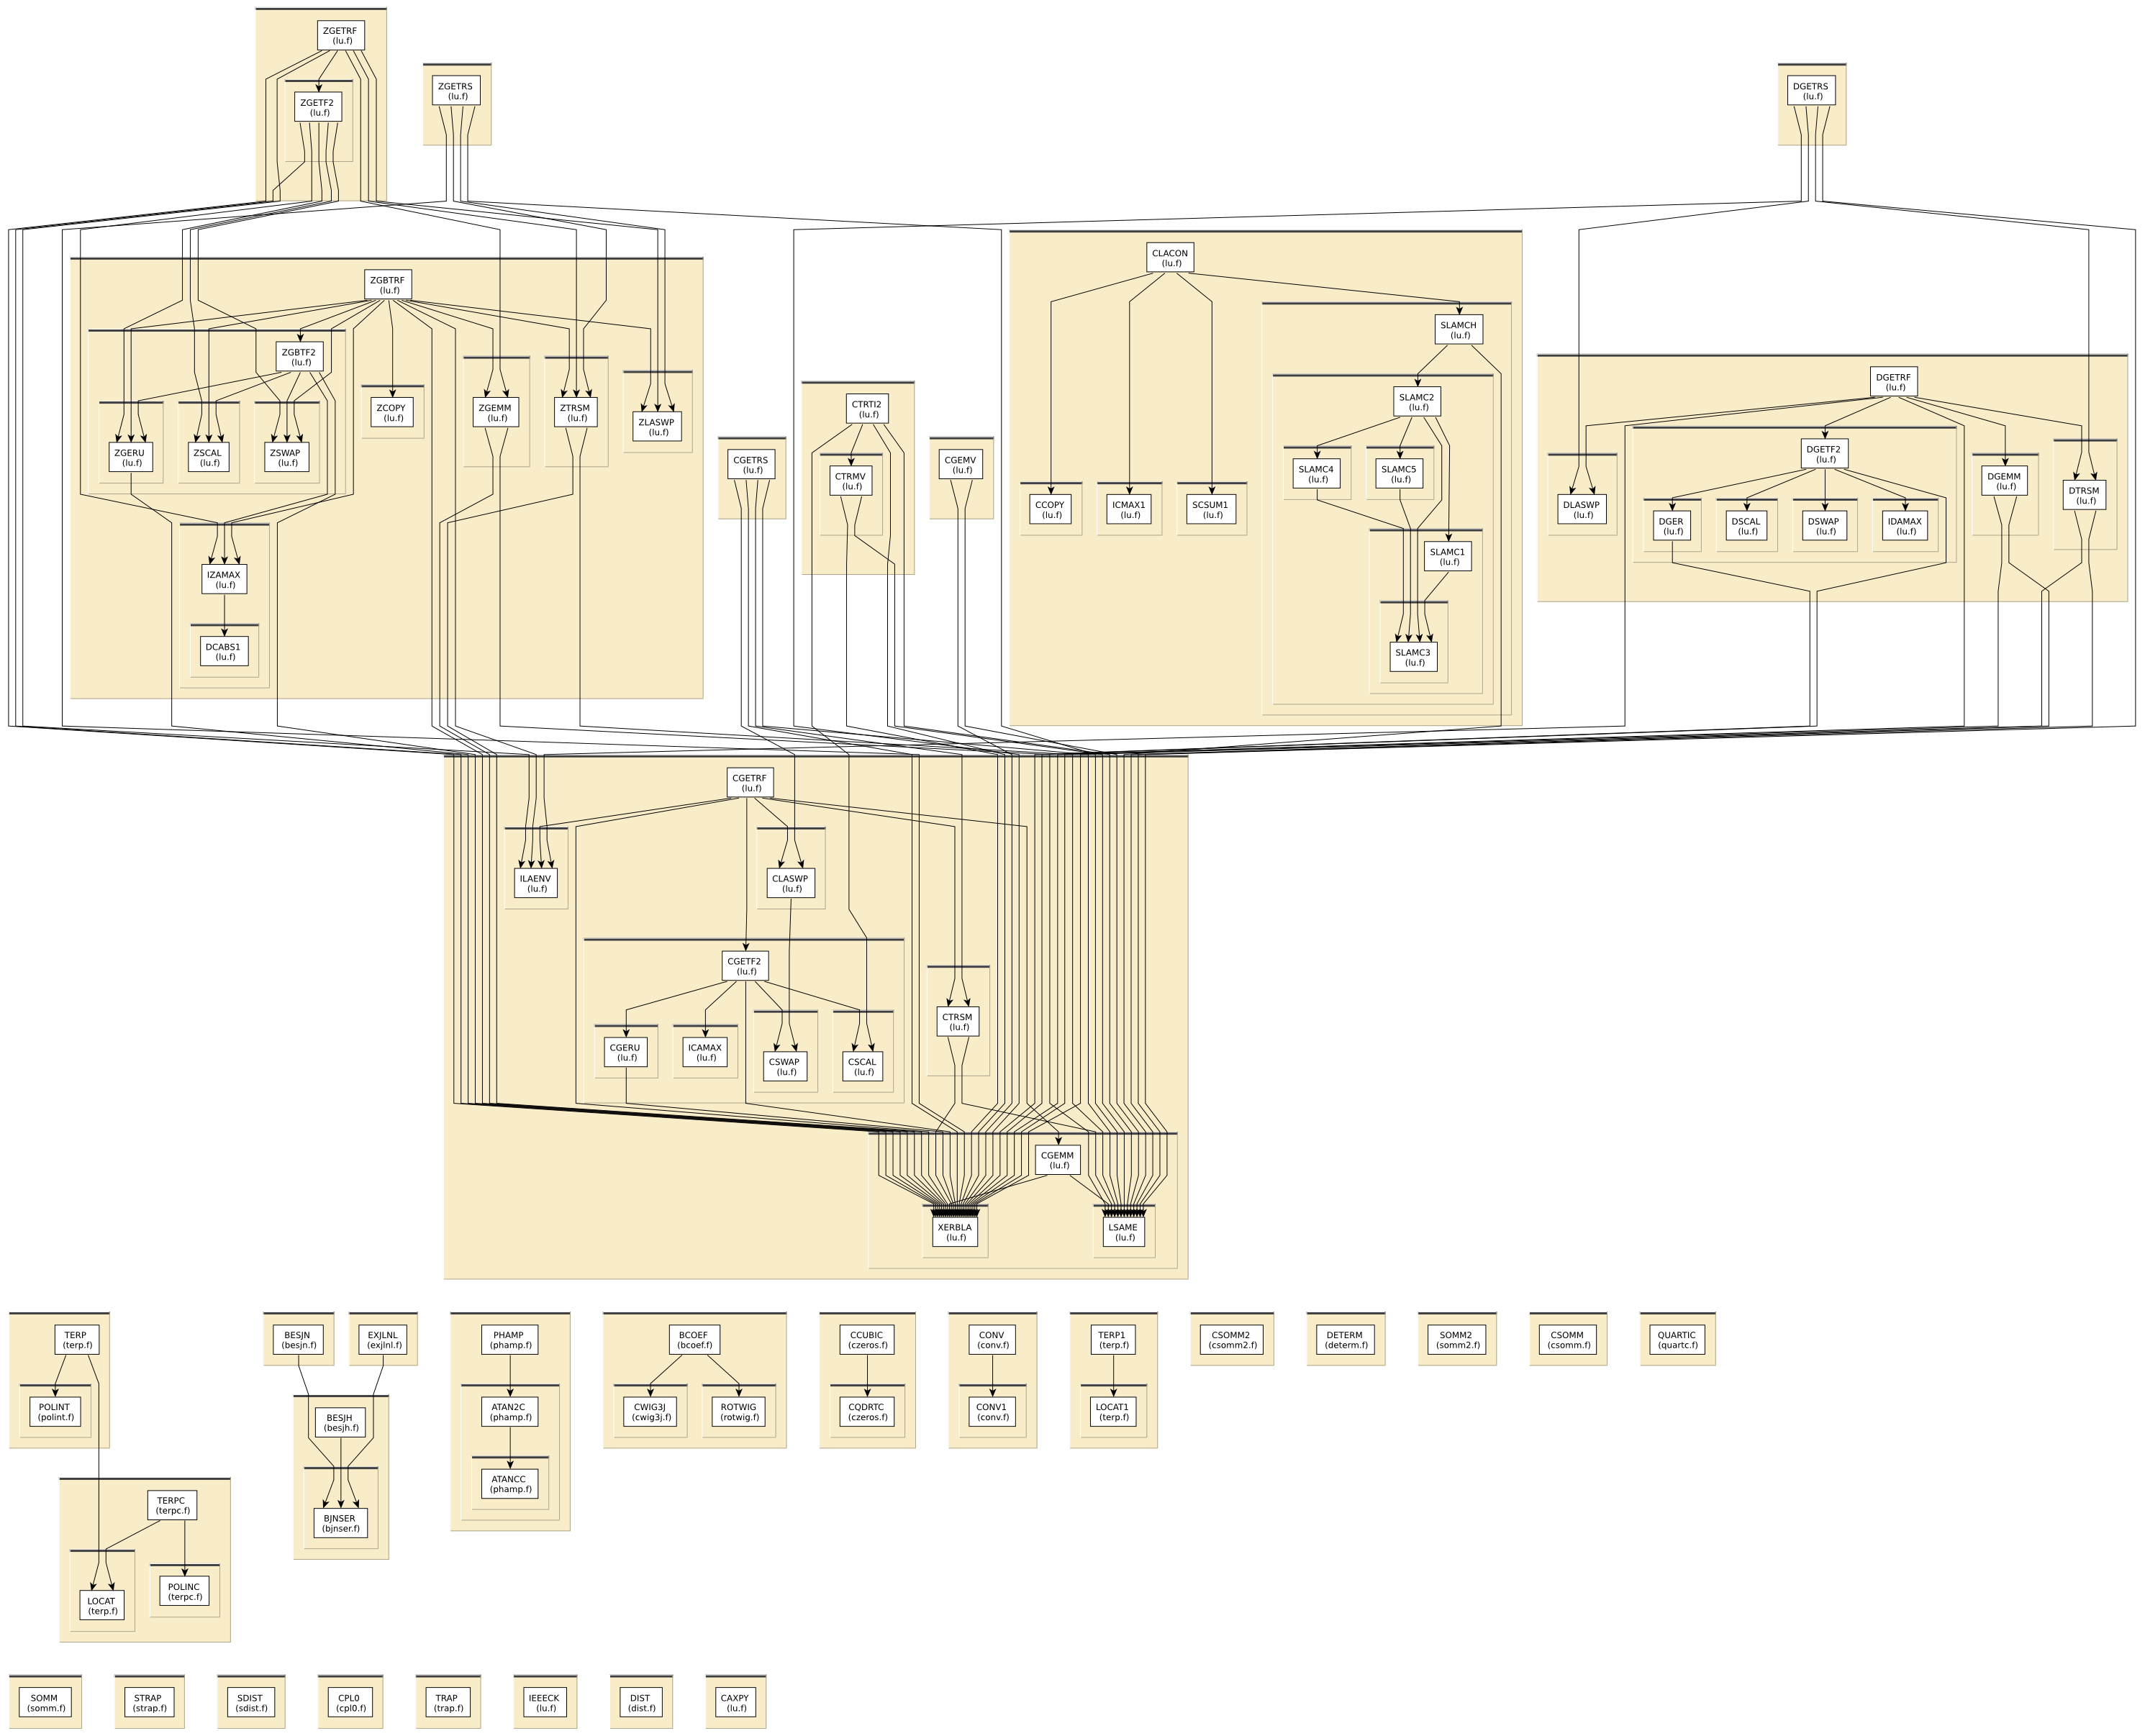 ZGETRF
(lu.f)
ZGETF2
(lu.f)
ZGETRS
(lu.f)
DGETRS
(lu.f)
ZGBTRF
(lu.f)
ZGBTF2
(lu.f)
ZGERU
(lu.f)
ZSCAL
(lu.f)
ZSWAP
(lu.f)
ZCOPY
(lu.f)
ZGEMM
(lu.f)
ZTRSM
(lu.f)
ZLASWP
(lu.f)
IZAMAX
(lu.f)
DCABS1
(lu.f)
CGETRS
(lu.f)
CTRTI2
(lu.f)
CTRMV
(lu.f)
CGEMV
(lu.f)
CLACON
(lu.f)
SLAMCH
(lu.f)
SLAMC2
(lu.f)
SLAMC4
(lu.f)
SLAMC5
(lu.f)
CCOPY
(lu.f)
ICMAX1
(lu.f)
SCSUM1
(lu.f)
SLAMC1
(lu.f)
SLAMC3
(lu.f)
DGETRF
(lu.f)
DGETF2
(lu.f)
DLASWP
(lu.f)
DGER
(lu.f)
DSCAL
(lu.f)
DSWAP
(lu.f)
IDAMAX
(lu.f)
DGEMM
(lu.f)
DTRSM
(lu.f)
CGETRF
(lu.f)
ILAENV
(lu.f)
CLASWP
(lu.f)
CGETF2
(lu.f)
CGERU
(lu.f)
ICAMAX
(lu.f)
CSWAP
(lu.f)
CSCAL
(lu.f)
CTRSM
(lu.f)
CGEMM
(lu.f)
XERBLA
(lu.f)
LSAME
(lu.f)
TERP
(terp.f)
POLINT
(polint.f)
BESJN
(besjn.f)
EXJLNL
(exjlnl.f)
BESJH
(besjh.f)
BJNSER
(bjnser.f)
PHAMP
(phamp.f)
ATAN2C
(phamp.f)
ATANCC
(phamp.f)
BCOEF
(bcoef.f)
CWIG3J
(cwig3j.f)
ROTWIG
(rotwig.f)
CCUBIC
(czeros.f)
CQDRTC
(czeros.f)
CONV
(conv.f)
CONV1
(conv.f)
TERP1
(terp.f)
LOCAT1
(terp.f)
CSOMM2
(csomm2.f)
DETERM
(determ.f)
SOMM2
(somm2.f)
CSOMM
(csomm.f)
QUARTIC
(quartc.f)
TERPC
(terpc.f)
LOCAT
(terp.f)
POLINC
(terpc.f)
SOMM
(somm.f)
STRAP
(strap.f)
SDIST
(sdist.f)
CPL0
(cpl0.f)
TRAP
(trap.f)
IEEECK
(lu.f)
DIST
(dist.f)
CAXPY
(lu.f)